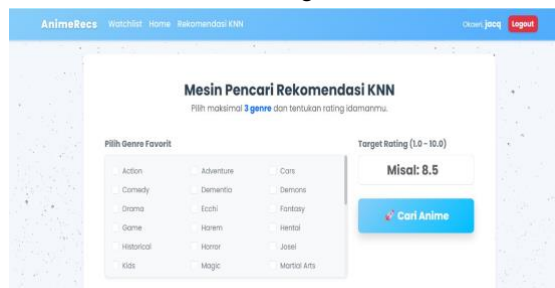 AnimeRecs Watchlist Home Rekomendasi KNN
jacq Logout
Mesin Pencari Rekomendasi KNN
Pilih maksimal 3 genre dan tentukan rating idamanmu.
Pilih Genre Favorit Target Rating (1.0 - 10.0)
Action Adventure Cars
Misal: 8.5
Comedy Dementia Demons
Drama Ecchi Fantasy
🚀 Cari Anime
Game Harem Hentai
Historical Horror Josei
Kids Magic Martial Arts